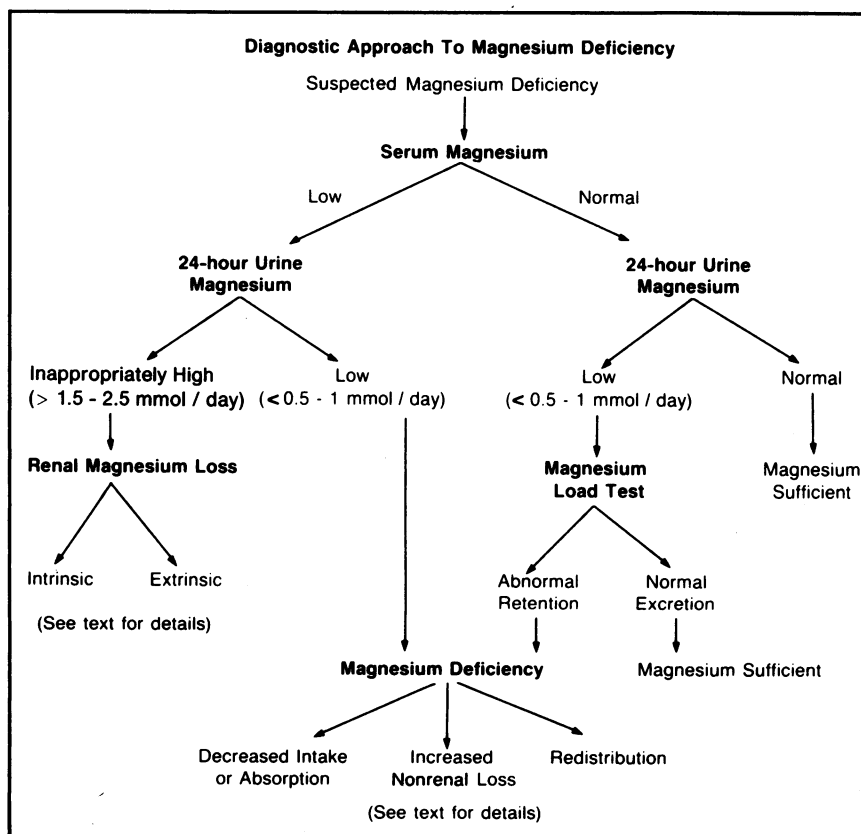 Diagnostic Approach To Magnesium Deficiency
Suspected Magnesium Deficiency
Serum Magnesium
Low
Normal
24-hour Urine
Magnesium
24-hour Urine
Magnesium
Inappropriately High
(> 1.5 - 2.5 mmol / day)
Low
(< 0.5 - 1 mmol / day)
Low
(< 0.5 - 1 mmol / day)
Normal
Renal Magnesium Loss
Magnesium
Load Test
Magnesium
Sufficient
Intrinsic
Extrinsic
(See text for details)
Abnormal
Retention
Normal
Excretion
Magnesium Deficiency
Magnesium Sufficient
Decreased Intake
or Absorption
Increased
Nonrenal Loss
Redistribution
(See text for details)